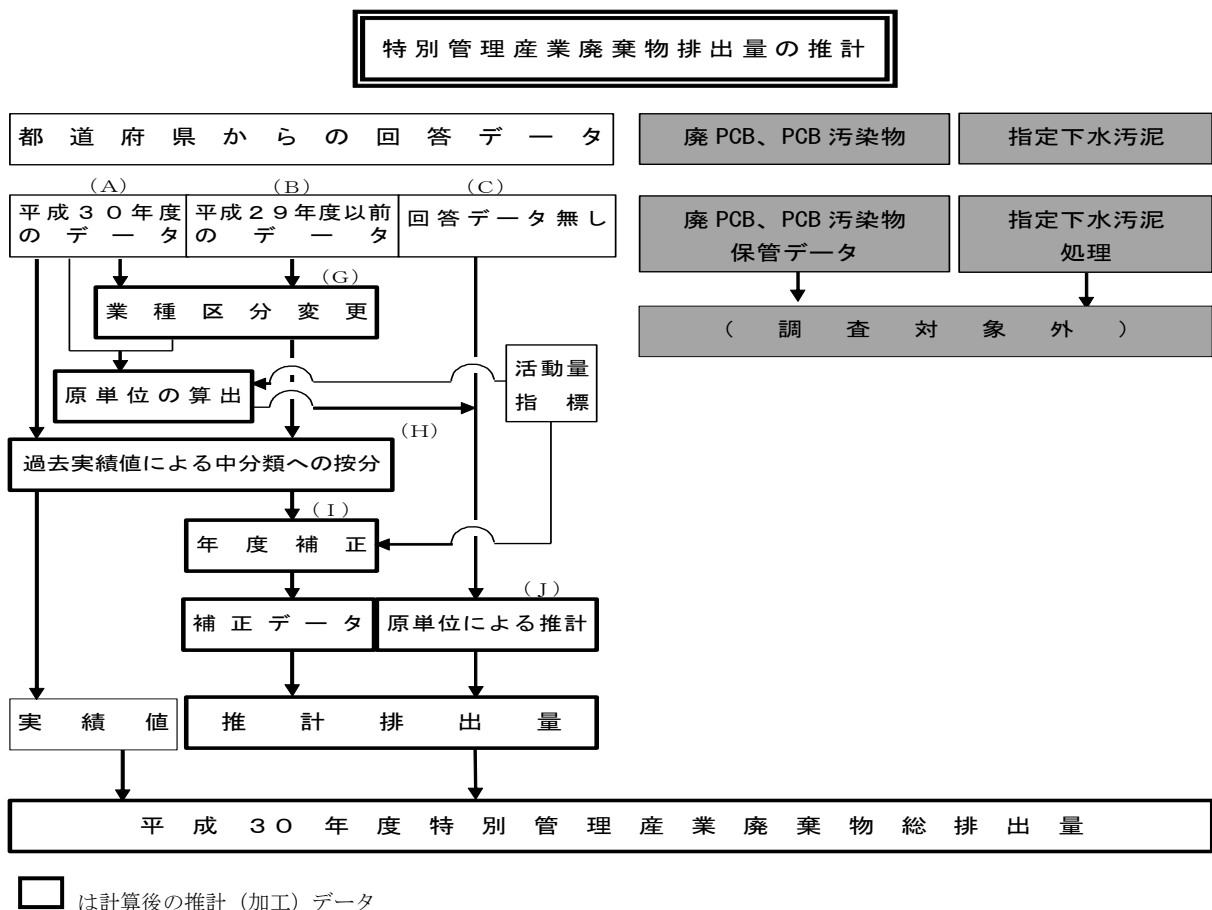 特別管理産業廃棄物排出量の推計
都道府県からの回答データ
廃PCB、PCB汚染物
指定下水汚泥
(A)
(B)
(C)
平成30年度
のデータ
平成29年度以前
のデータ
回答データ無し
廃PCB、PCB汚染物
保管データ
指定下水汚泥
処理
(G)
業種区分変更
(調査対象外)
活動量
指標
原単位の算出
(H)
過去実績値による中分類への按分
(I)
年度補正
(J)
補正データ
原単位による推計
実績値
推計排出量
平成30年度特別管理産業廃棄物総排出量
は計算後の推計(加工)データ